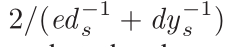 2/(ed_s^{-1} + dy_s^{-1})